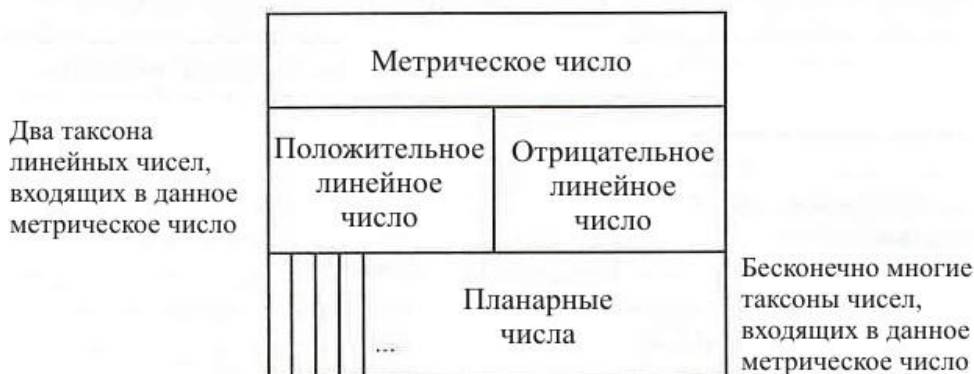 Метрическое число
Два таксона
линейных чисел,
входящих в данное
метрическое число
Положительное
линейное
число
Отрицательное
линейное
число
Планарные
числа
...
Бесконечно многие
таксоны чисел,
входящих в данное
метрическое число